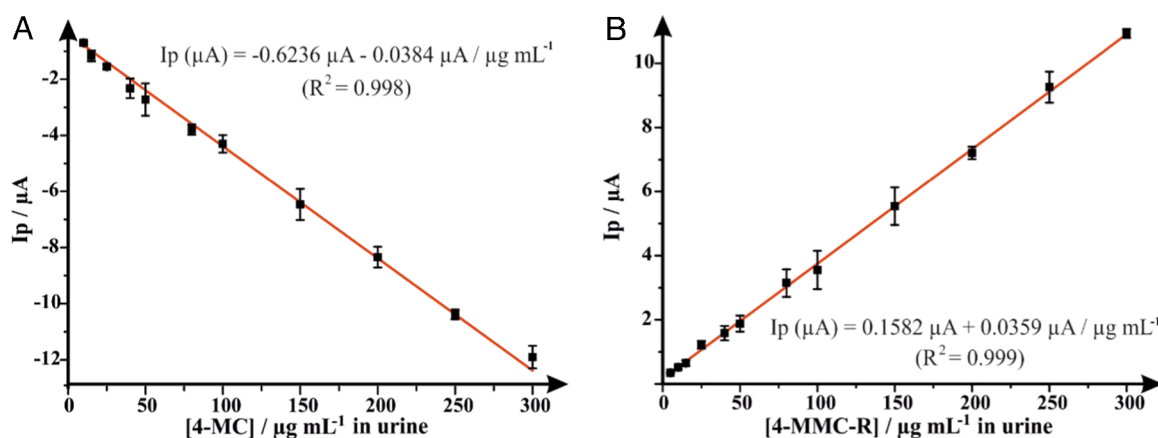 A
Ip (μA) = -0.6236 μA - 0.0384 μA / μg mL⁻¹
(R² = 0.998)
-2
-4
-6
-8
-10
-12
Ip / μA
0 50 100 150 200 250 300
[4-MC] / μg mL⁻¹ in urine
B
10
8
6
4
2
Ip / μA
Ip (μA) = 0.1582 μA + 0.0359 μA / μg mL⁻¹
(R² = 0.999)
0 50 100 150 200 250 300
[4-MMC-R] / μg mL⁻¹ in urine